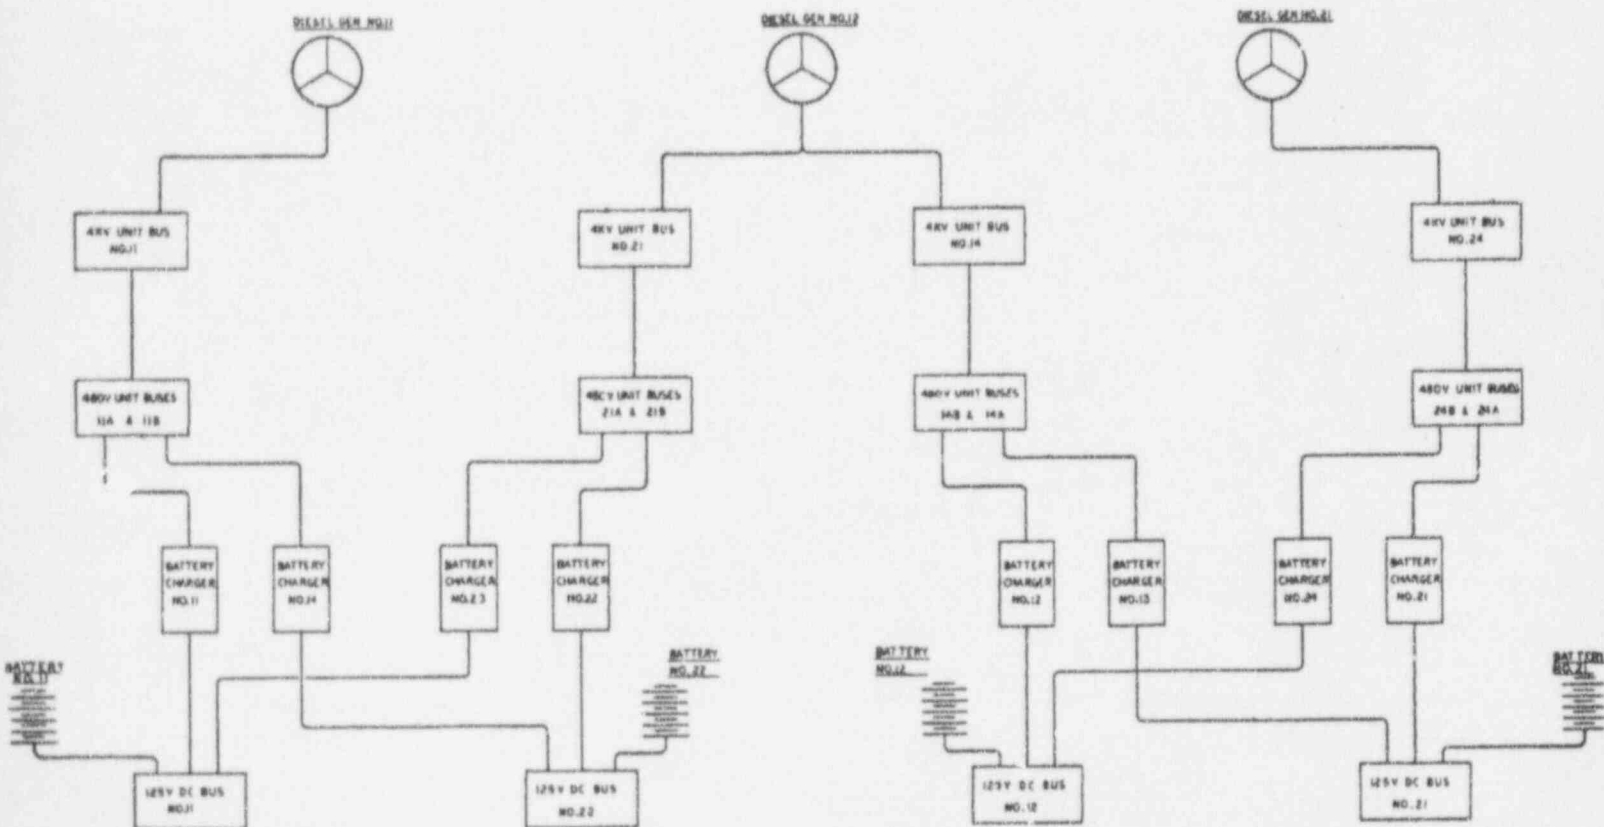 DIESEL GEN NO.11
DIESEL GEN NO.12
DIESEL GEN NO.21
4KV UNIT BUS
NO.11
4KV UNIT BUS
NO.21
4KV UNIT BUS
NO.14
4KV UNIT BUS
NO.24
480V UNIT BUSES
11A & 11B
480V UNIT BUSES
21A & 21B
480V UNIT BUSES
14B & 14A
480V UNIT BUSES
24B & 24A
BATTERY
CHARGER
NO.11
BATTERY
CHARGER
NO.14
BATTERY
CHARGER
NO.23
BATTERY
CHARGER
NO.22
BATTERY
CHARGER
NO.12
BATTERY
CHARGER
NO.13
BATTERY
CHARGER
NO.24
BATTERY
CHARGER
NO.21
BATTERY
NO.11
BATTERY
NO.22
BATTERY
NO.12
BATTERY
NO.21
125V DC BUS
NO.11
125V DC BUS
NO.22
125V DC BUS
NO.12
125V DC BUS
NO.21